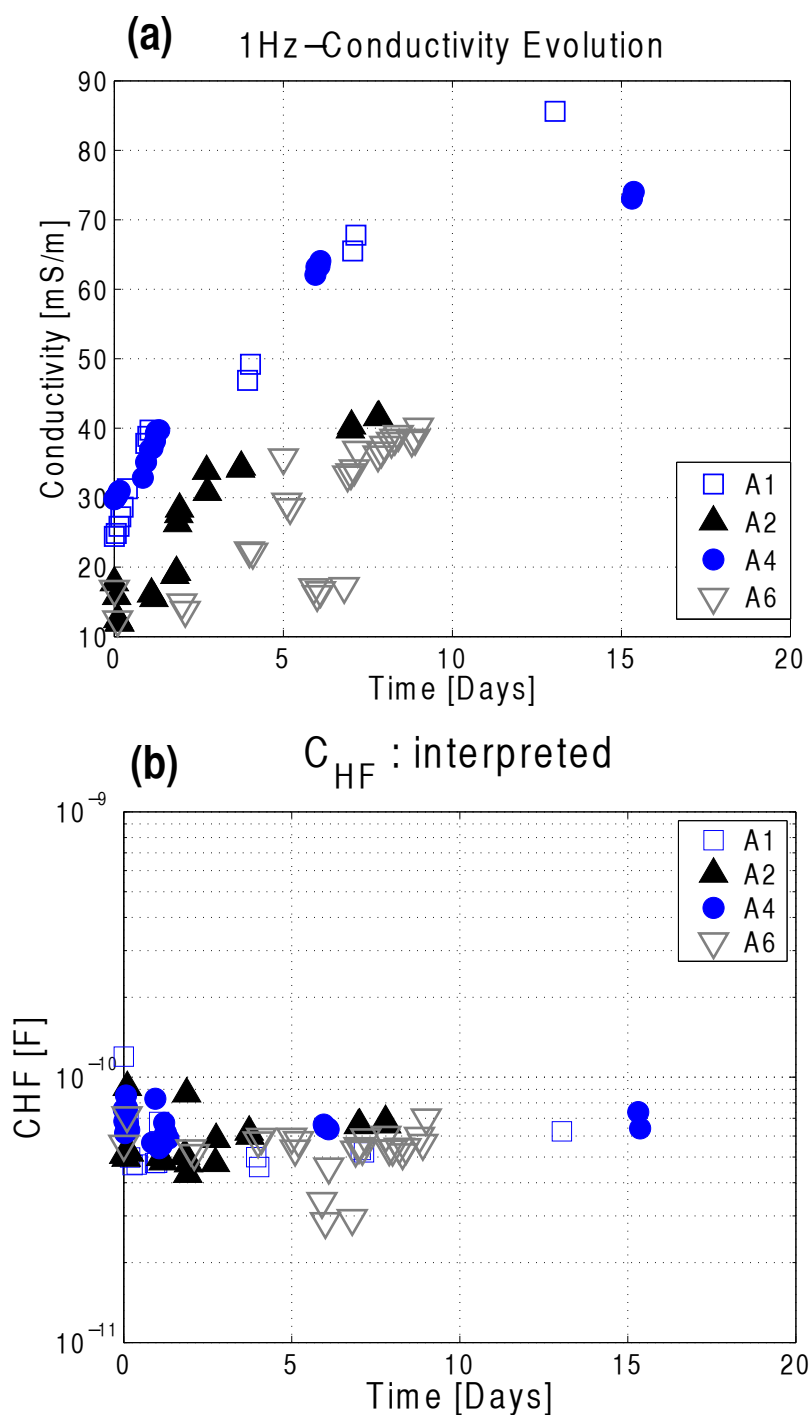 (a) 1Hz–Conductivity Evolution
90
80
70
60
50
40
30
20
10
Conductivity [mS/m]
0 5 10 15 20
Time [Days]
A1
A2
A4
A6
(b) C_HF : interpreted
10^−9
10^−10
10^−11
CHF [F]
0 5 10 15 20
Time [Days]
A1
A2
A4
A6